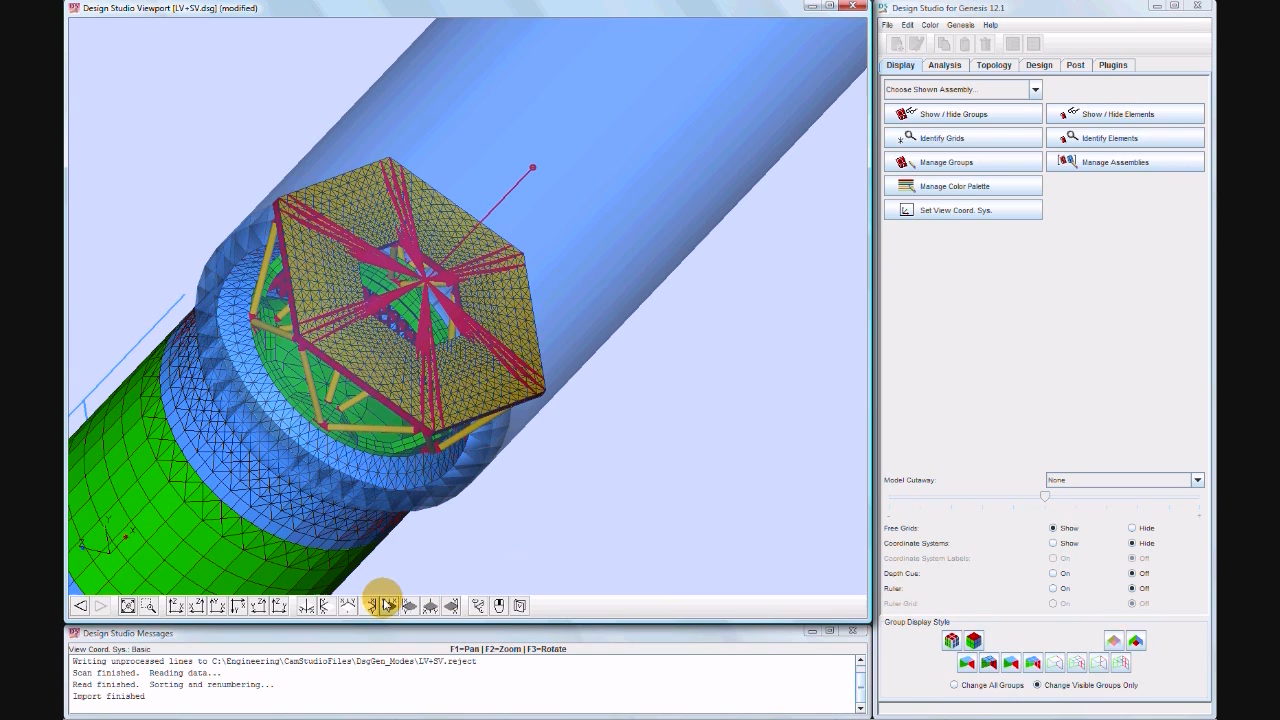 Design Studio Viewport [LV+SV.dsg] (modified)
Design Studio for Genesis 12.1
File Edit Color Genesis Help
Display Analysis Topology Design Post Plugins
Choose Shown Assembly...
Show / Hide Groups
Show / Hide Elements
Identify Grids
Identify Elements
Manage Groups
Manage Assemblies
Manage Color Palette
Set View Coord. Sys.
Model Cutaway: None
- +
Free Grids: Show Hide
Coordinate Systems: Show Hide
Coordinate System Labels: On Off
Depth Cue: On Off
Ruler: On Off
Ruler Grid: On Off
Group Display Style
Change All Groups Change Visible Groups Only
Y
Z X
Design Studio Messages
View Coord. Sys.: Basic F1=Pan | F2=Zoom | F3=Rotate
Writing unprocessed lines to C:\Engineering\CamStudioFiles\DsgGen_Modes\LV+SV.reject
Scan finished. Reading data...
Read finished. Sorting and renumbering...
Import finished